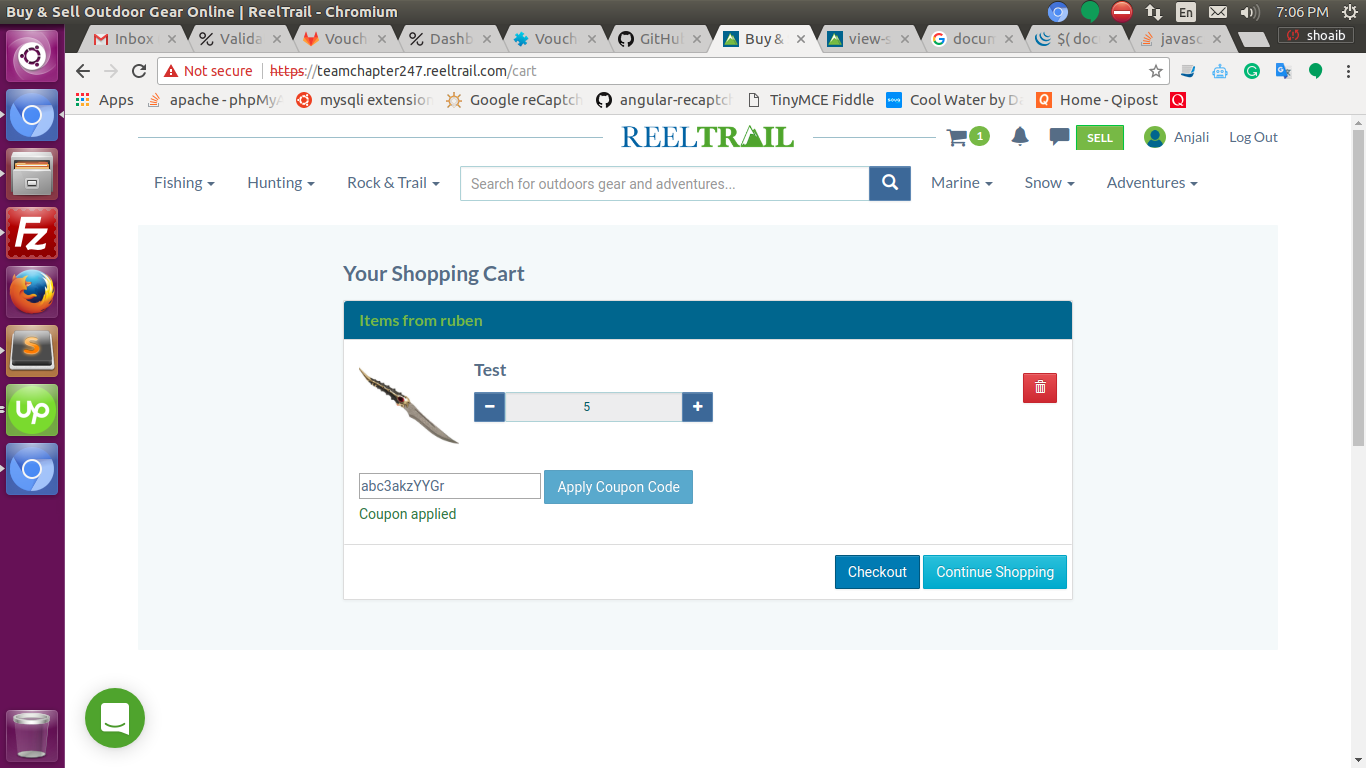 Buy & Sell Outdoor Gear Online | ReelTrail - Chromium
En
7:06 PM
Inbox
Valida
Vouch
Dashb
Vouch
GitHul
Buy &
view-s
docum
$( doc
javasc
shoaib
Not secure
https://teamchapter247.reeltrail.com/cart
Apps
apache - phpMyA
mysqli extension
Google reCaptch
angular-recaptch
TinyMCE Fiddle
Cool Water by Da
Home - Qipost
REELTRAIL
1
SELL
Anjali
Log Out
Fishing
Hunting
Rock & Trail
Search for outdoors gear and adventures...
Marine
Snow
Adventures
Your Shopping Cart
Items from ruben
Test
5
abc3akzYYGr
Apply Coupon Code
Coupon applied
Checkout
Continue Shopping